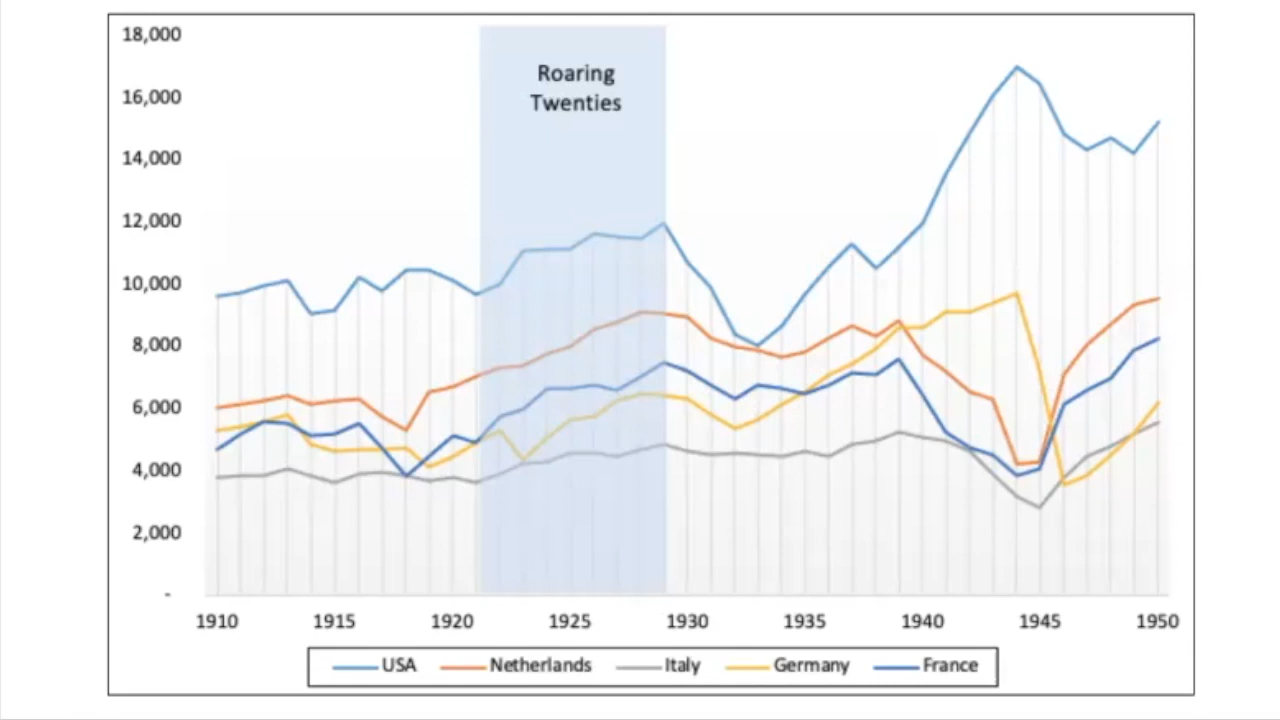 18,000
Roaring
Twenties
16,000
14,000
12,000
10,000
8,000
6,000
4,000
2,000
-
1910 1915 1920 1925 1930 1935 1940 1945 1950
USA Netherlands Italy Germany France